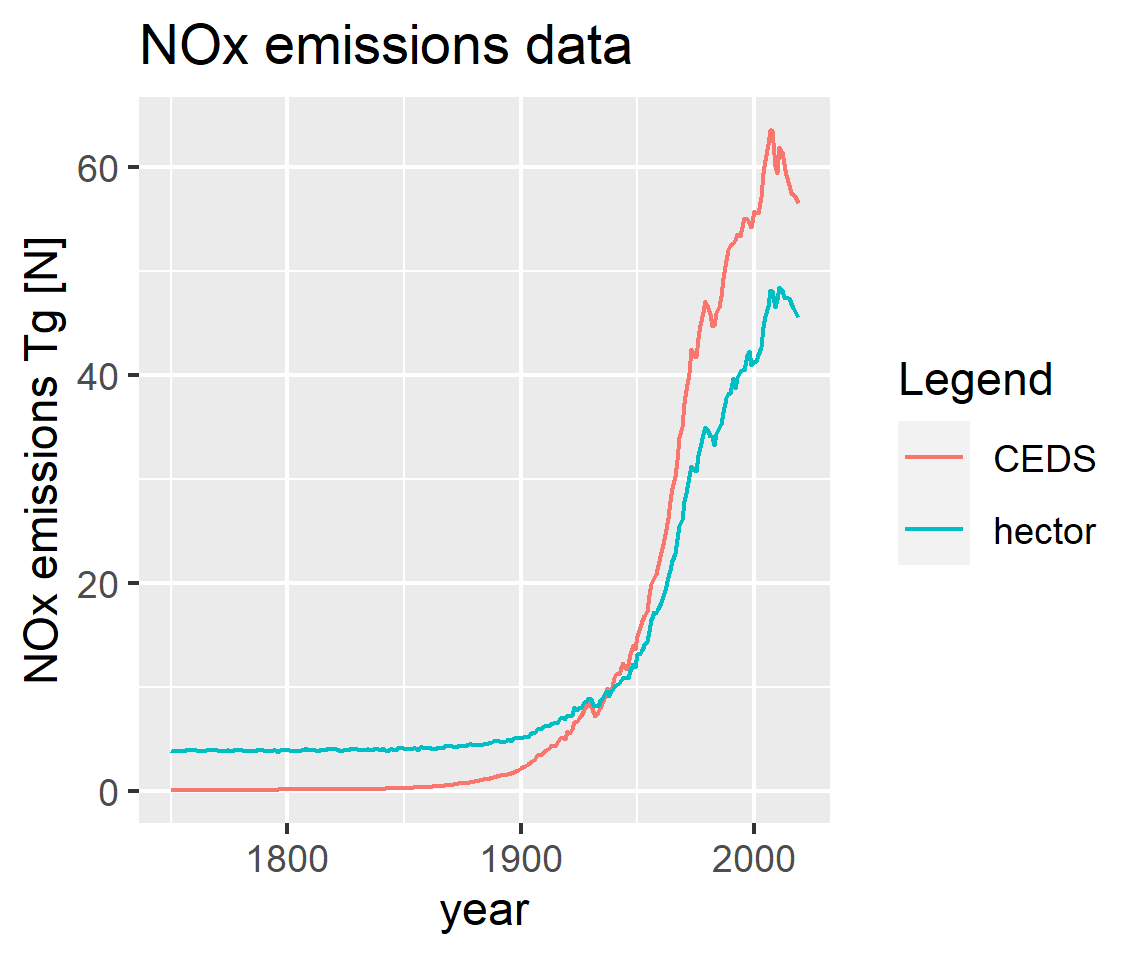 NOx emissions data
NOx emissions Tg [N]
60
40
20
0
1800
1900
2000
year
Legend
CEDS
hector